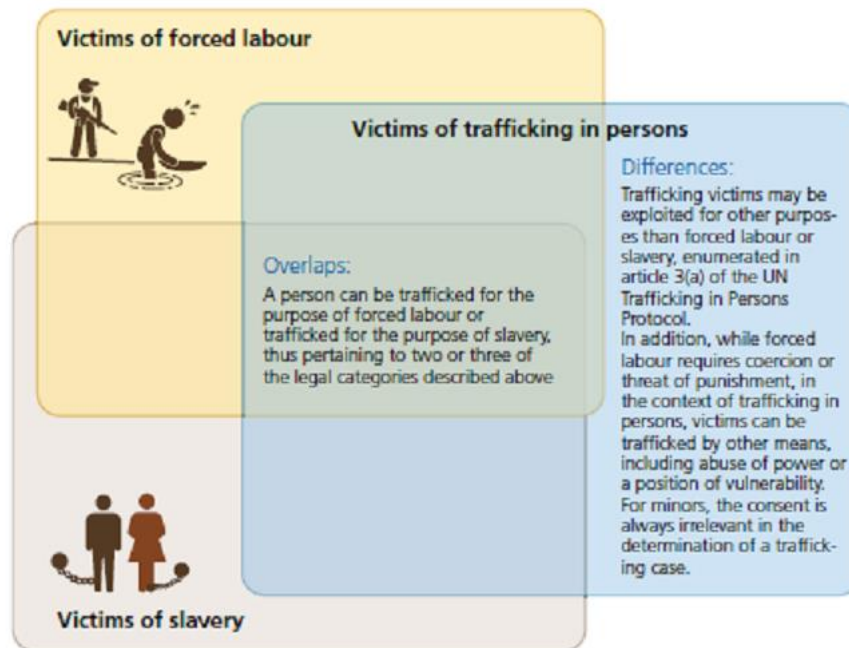 Victims of forced labour
Victims of trafficking in persons
Differences:
Trafficking victims may be
exploited for other purpos-
es than forced labour or
slavery, enumerated in
article 3(a) of the UN
Trafficking in Persons
Protocol.
In addition, while forced
labour requires coercion or
threat of punishment, in
the context of trafficking in
persons, victims can be
trafficked by other means,
including abuse of power or
a position of vulnerability.
For minors, the consent is
always irrelevant in the
determination of a traffick-
ing case.
Overlaps:
A person can be trafficked for the
purpose of forced labour or
trafficked for the purpose of slavery,
thus pertaining to two or three of
the legal categories described above
Victims of slavery